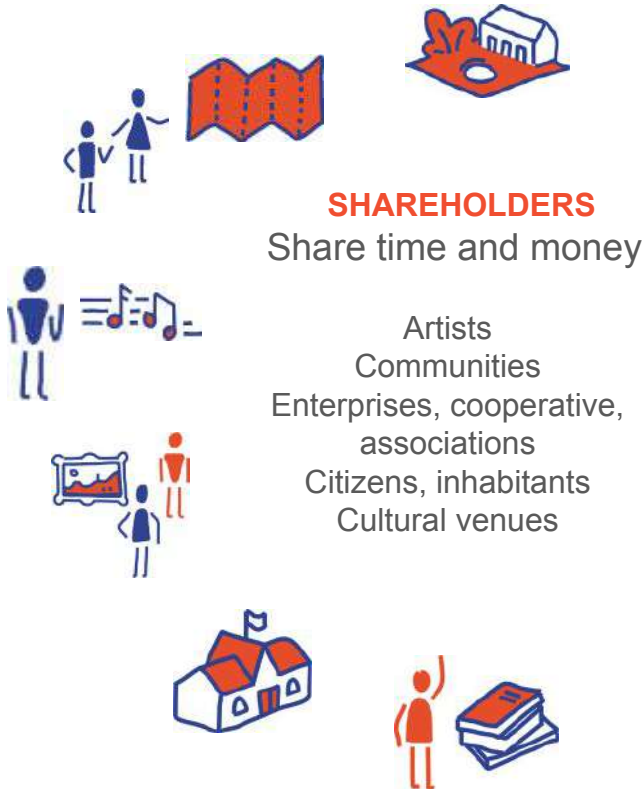 SHAREHOLDERS
Share time and money
Artists
Communities
Enterprises, cooperative,
associations
Citizens, inhabitants
Cultural venues